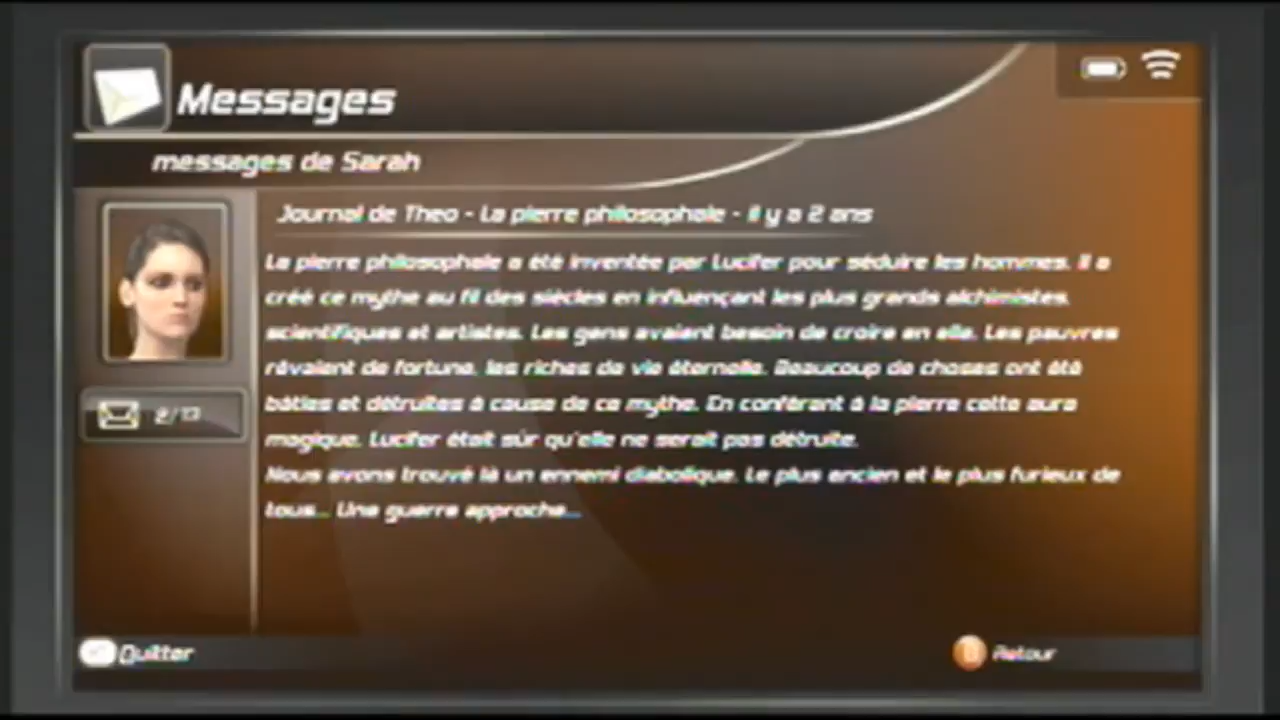 Messages
messages de Sarah
Journal de Theo - La pierre philosophale - il y a 2 ans
La pierre philosophale a été inventée par Lucifer pour séduire les hommes. Il a
créé ce mythe au fil des siècles en influençant les plus grands alchimistes,
scientifiques et artistes. Les gens avaient besoin de croire en elle. Les pauvres
rêvaient de fortune, les riches de vie éternelle. Beaucoup de choses ont été
bâties et détruites à cause de ce mythe. En conférant à la pierre cette aura
magique, Lucifer était sûr qu'elle ne serait pas détruite.
Nous avons trouvé là un ennemi diabolique. Le plus ancien et le plus furieux de
tous... Une guerre approche...
2/13
Quitter
B Retour